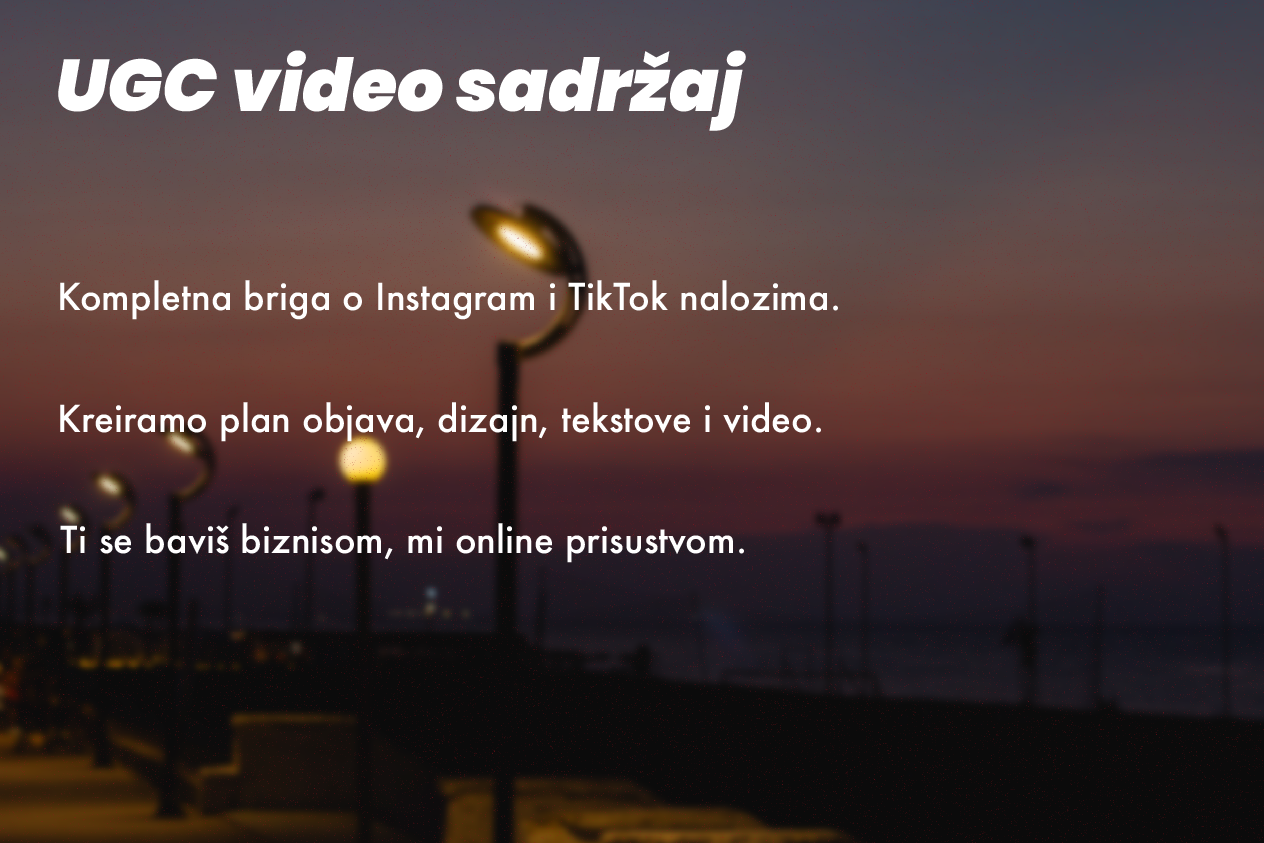 UGC video sadržaj
Kompletna briga o Instagram i TikTok nalozima.
Kreiramo plan objava, dizajn, tekstove i video.
Ti se baviš biznisom, mi online prisustvom.